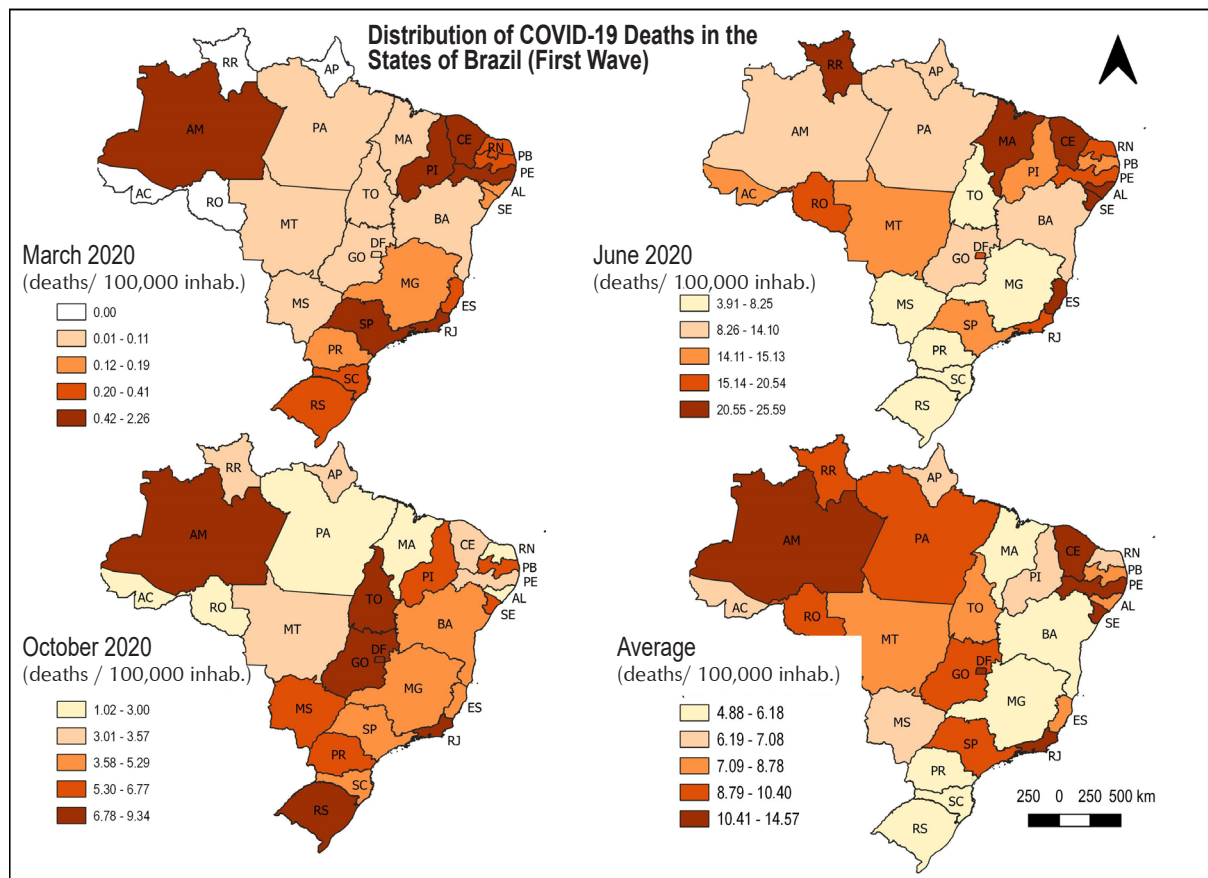 Distribution of COVID-19 Deaths in the
States of Brazil (First Wave)
RR
AP
AM
PA
MA
CE
RN
PB
PE
PI
AL
SE
AC
RO
TO
BA
MT
DF
GO
MG
MS
ES
SP
RJ
PR
SC
RS
March 2020
(deaths/ 100,000 inhab.)
0.00
0.01 - 0.11
0.12 - 0.19
0.20 - 0.41
0.42 - 2.26
RR
AP
AM
PA
MA
CE
RN
PB
PE
PI
AL
SE
AC
RO
TO
BA
MT
DF
GO
MG
MS
ES
SP
RJ
PR
SC
RS
June 2020
(deaths/ 100,000 inhab.)
3.91 - 8.25
8.26 - 14.10
14.11 - 15.13
15.14 - 20.54
20.55 - 25.59
RR
AP
AM
PA
MA
CE
RN
PB
PE
PI
AL
SE
AC
RO
TO
BA
MT
DF
GO
MG
MS
ES
SP
RJ
PR
SC
RS
October 2020
(deaths/ 100,000 inhab.)
1.02 - 3.00
3.01 - 3.57
3.58 - 5.29
5.30 - 6.77
6.78 - 9.34
AP
RR
AM
PA
MA
CE
RN
PB
PE
PI
AL
SE
AC
RO
TO
BA
MT
DF
GO
MG
MS
ES
SP
RJ
PR
SC
RS
Average
(deaths/ 100,000 inhab.)
4.88 - 6.18
6.19 - 7.08
7.09 - 8.78
8.79 - 10.40
10.41 - 14.57
250 0 250 500 km